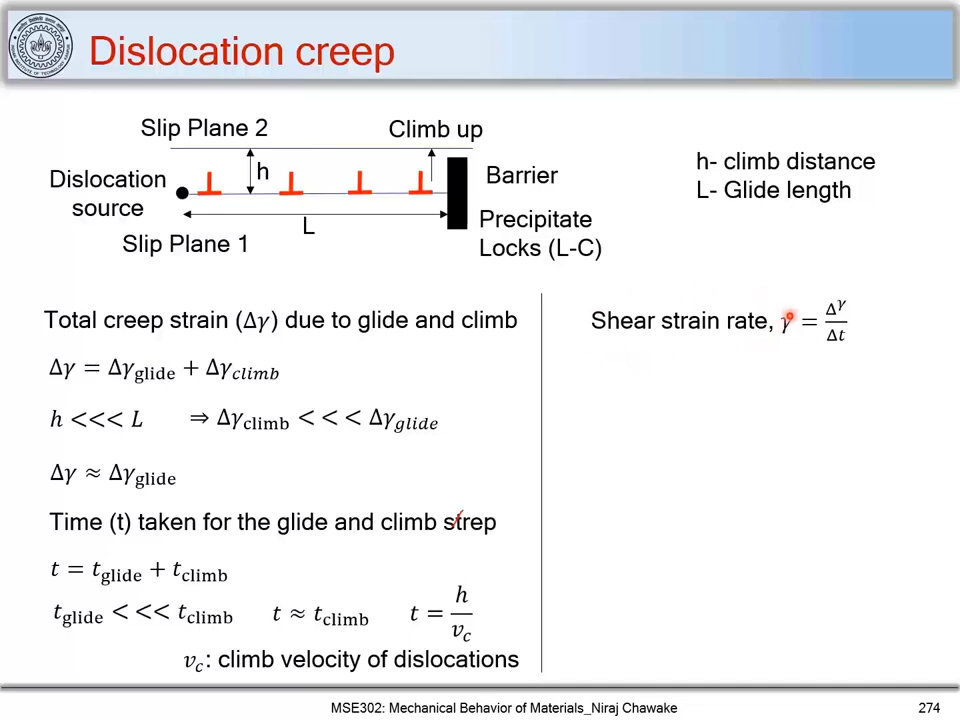 Dislocation creep
Slip Plane 2
Climb up
h
Dislocation
source
Barrier
L
Slip Plane 1
Precipitate
Locks (L-C)
h- climb distance
L- Glide length
Total creep strain (Δγ) due to glide and climb
Δγ = Δγ_glide + Δγ_climb
h <<< L ⇒ Δγ_climb < < < Δγ_glide
Δγ ≈ Δγ_glide
Time (t) taken for the glide and climb strep
t = t_glide + t_climb
t_glide < << t_climb t ≈ t_climb t = h/v_c
v_c: climb velocity of dislocations
Shear strain rate, γ̇ = Δγ/Δt
MSE302: Mechanical Behavior of Materials_Niraj Chawake
274